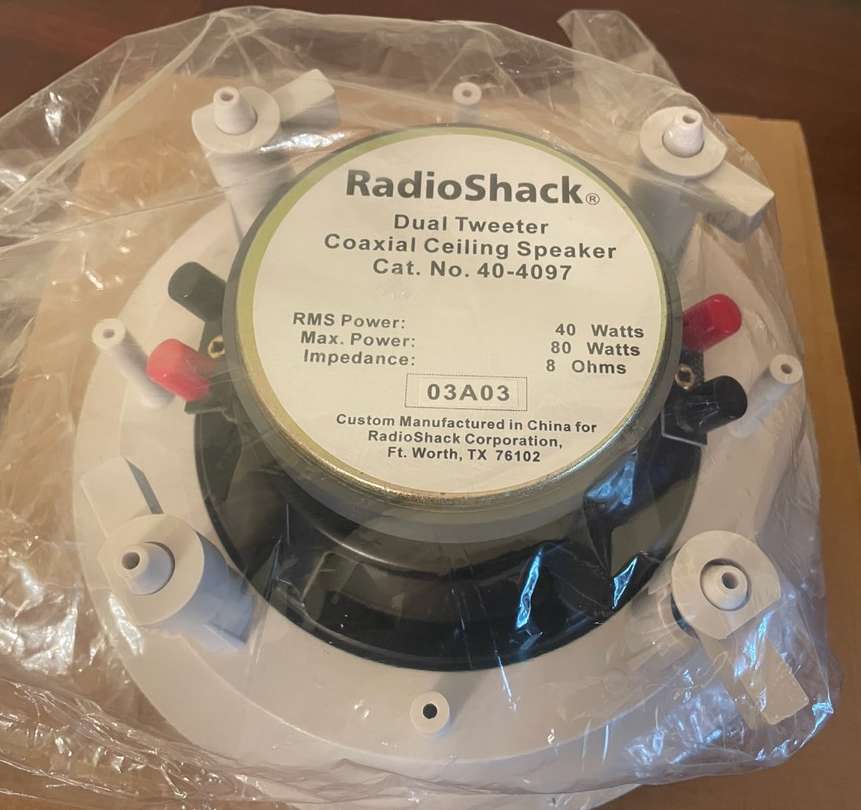 RadioShack®
Dual Tweeter
Coaxial Ceiling Speaker
Cat. No. 40-4097
RMS Power: 40 Watts
Max. Power: 80 Watts
Impedance: 8 Ohms
03A03
Custom Manufactured in China for
RadioShack Corporation,
Ft. Worth, TX 76102